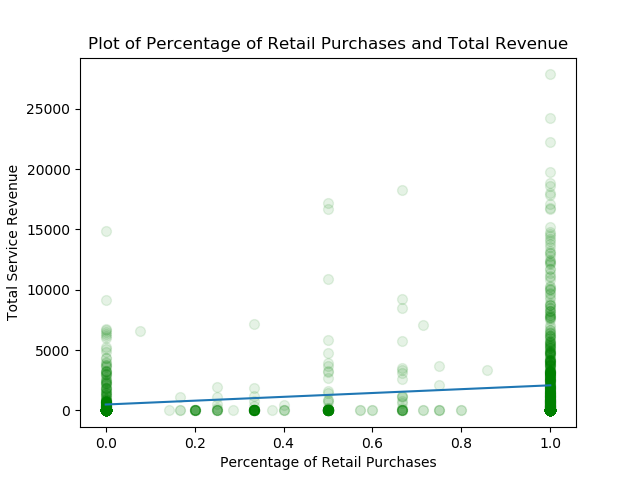 Plot of Percentage of Retail Purchases and Total Revenue
25000
20000
15000
10000
5000
0
Total Service Revenue
0.0 0.2 0.4 0.6 0.8 1.0
Percentage of Retail Purchases